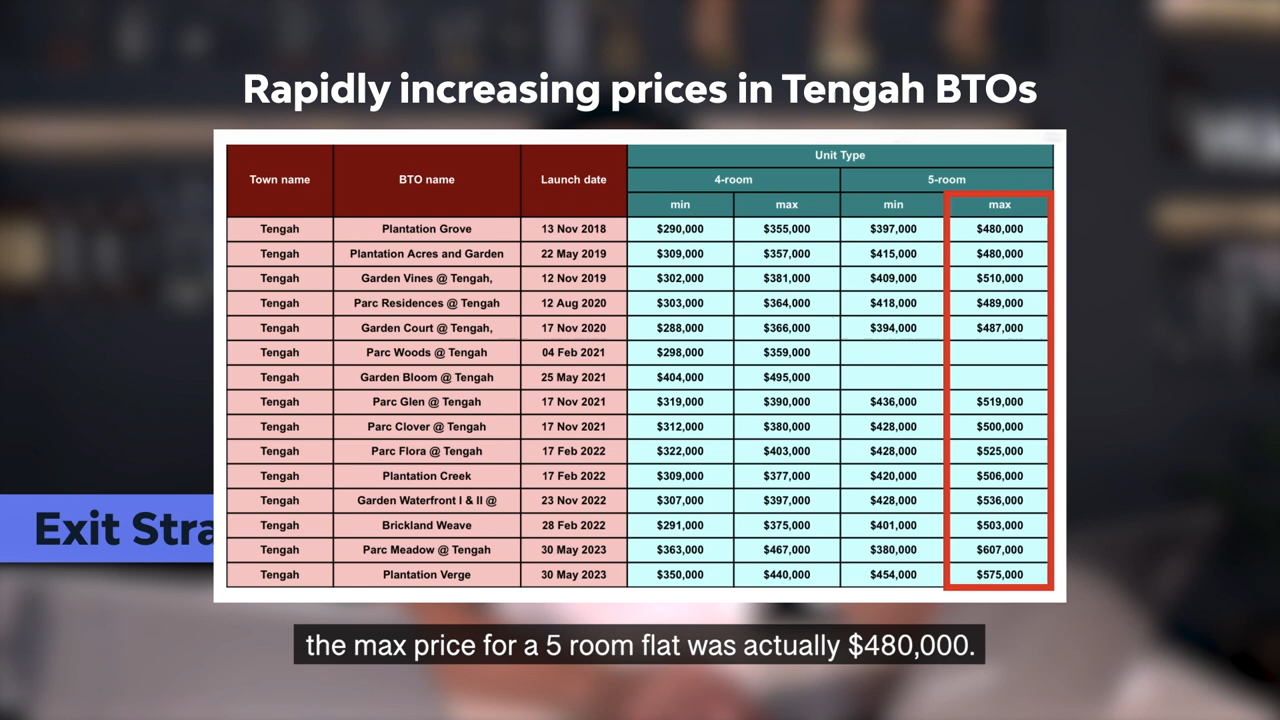 Rapidly increasing prices in Tengah BTOs
Unit Type
Town name BTO name Launch date 4-room 5-room
min max min max
Tengah Plantation Grove 13 Nov 2018 $290,000 $355,000 $397,000 $480,000
Tengah Plantation Acres and Garden 22 May 2019 $309,000 $357,000 $415,000 $480,000
Tengah Garden Vines @ Tengah, 12 Nov 2019 $302,000 $381,000 $409,000 $510,000
Tengah Parc Residences @ Tengah 12 Aug 2020 $303,000 $364,000 $418,000 $489,000
Tengah Garden Court @ Tengah, 17 Nov 2020 $288,000 $366,000 $394,000 $487,000
Tengah Parc Woods @ Tengah 04 Feb 2021 $298,000 $359,000
Tengah Garden Bloom @ Tengah 25 May 2021 $404,000 $495,000
Tengah Parc Glen @ Tengah 17 Nov 2021 $319,000 $390,000 $436,000 $519,000
Tengah Parc Clover @ Tengah 17 Nov 2021 $312,000 $380,000 $428,000 $500,000
Tengah Parc Flora @ Tengah 17 Feb 2022 $322,000 $403,000 $428,000 $525,000
Tengah Plantation Creek 17 Feb 2022 $309,000 $377,000 $420,000 $506,000
Tengah Garden Waterfront I & II @ 23 Nov 2022 $307,000 $397,000 $428,000 $536,000
Tengah Brickland Weave 28 Feb 2022 $291,000 $375,000 $401,000 $503,000
Tengah Parc Meadow @ Tengah 30 May 2023 $363,000 $467,000 $380,000 $607,000
Tengah Plantation Verge 30 May 2023 $350,000 $440,000 $454,000 $575,000
Exit Stra
the max price for a 5 room flat was actually $480,000.